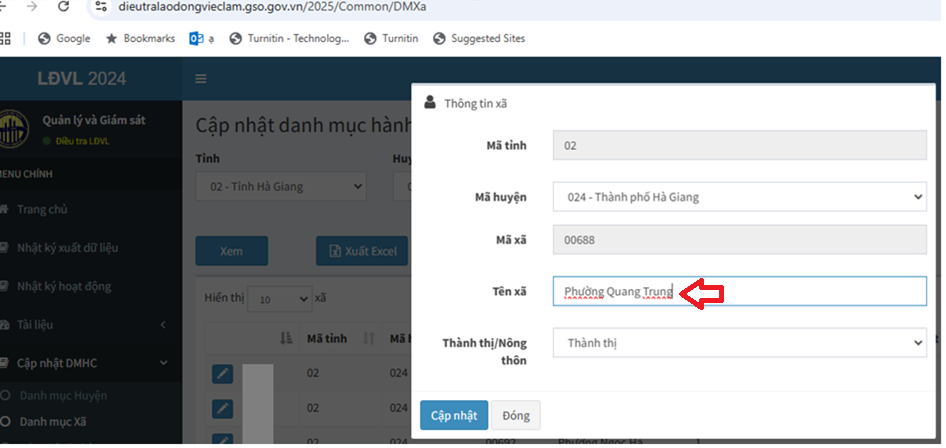 dieutralaodongvieclam.gso.gov.vn/2025/Common/DMXa
Google Bookmarks ạ Turnitin - Technolog... Turnitin Suggested Sites
LĐVL 2024
Quản lý và Giám sát
Điều tra LĐVL
MENU CHÍNH
Trang chủ
Nhật ký xuất dữ liệu
Nhật ký hoạt động
Tài liệu
Cập nhật DMHC
Danh mục Huyện
Danh mục Xã
Cập nhật danh mục hành
Tỉnh
02 - Tỉnh Hà Giang
Xem Xuất Excel
Hiển thị 10 xã
Mã tỉnh
02 024
02 024
02 024 00692 Phường Ngọc Hà
Thông tin xã
Mã tỉnh 02
Mã huyện 024 - Thành phố Hà Giang
Mã xã 00688
Tên xã Phường Quang Trung
Thành thị/Nông Thành thị
thôn
Cập nhật Đóng